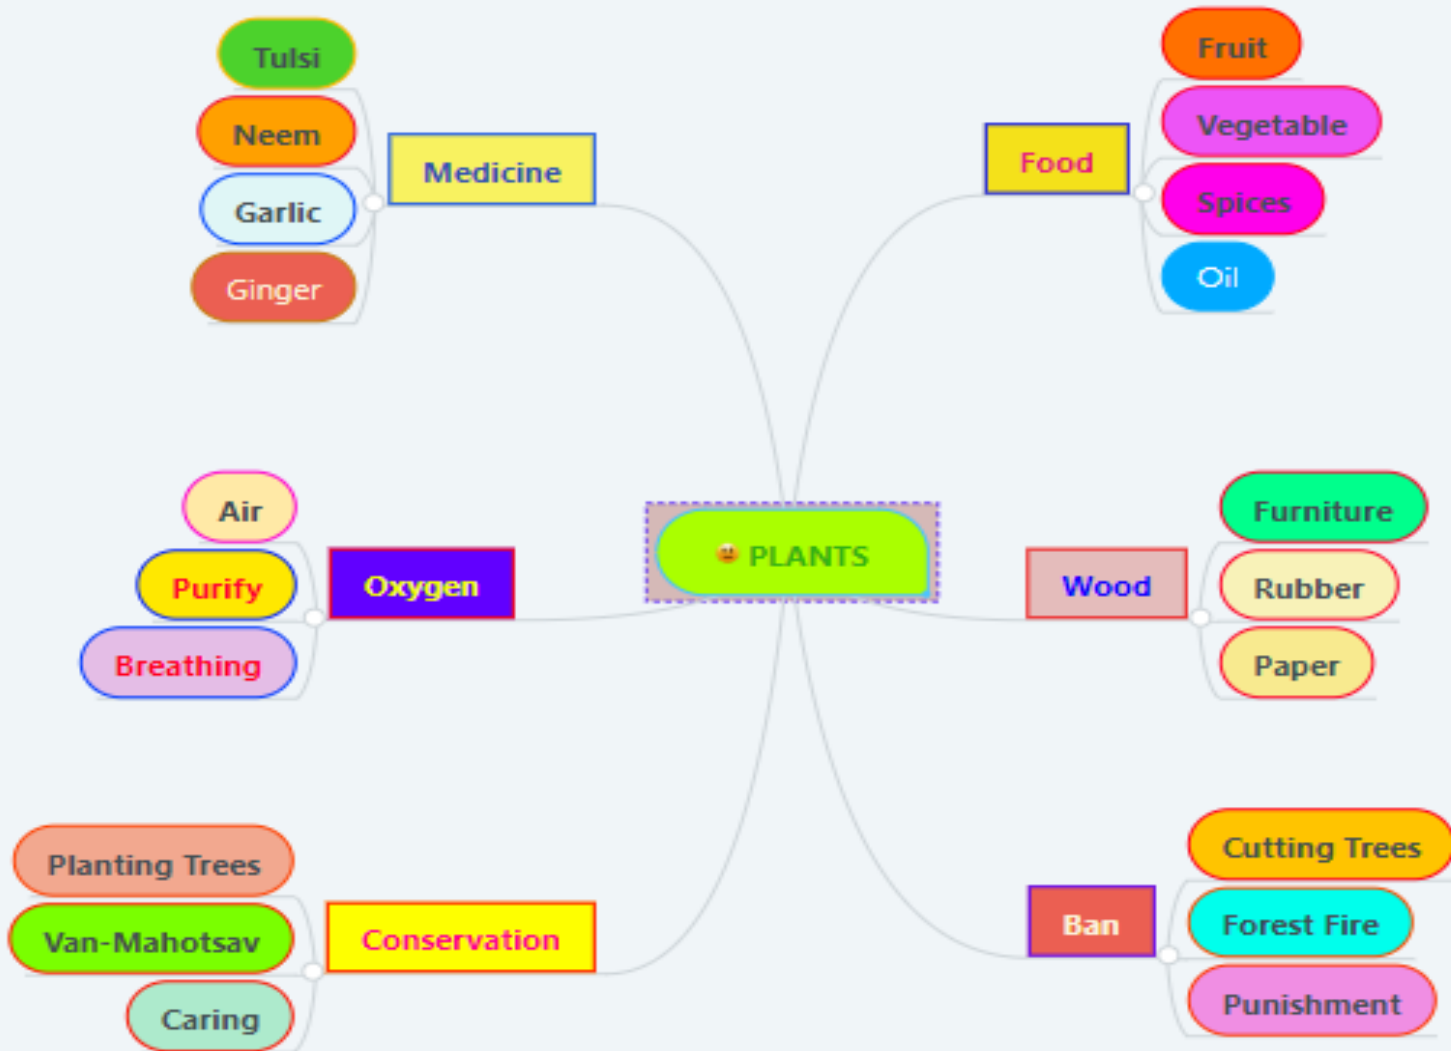 Tulsi
Neem
Garlic
Ginger
Medicine
Fruit
Vegetable
Spices
Oil
Food
PLANTS
Air
Purify
Breathing
Oxygen
Furniture
Rubber
Paper
Wood
Planting Trees
Van-Mahotsav
Caring
Conservation
Cutting Trees
Forest Fire
Punishment
Ban